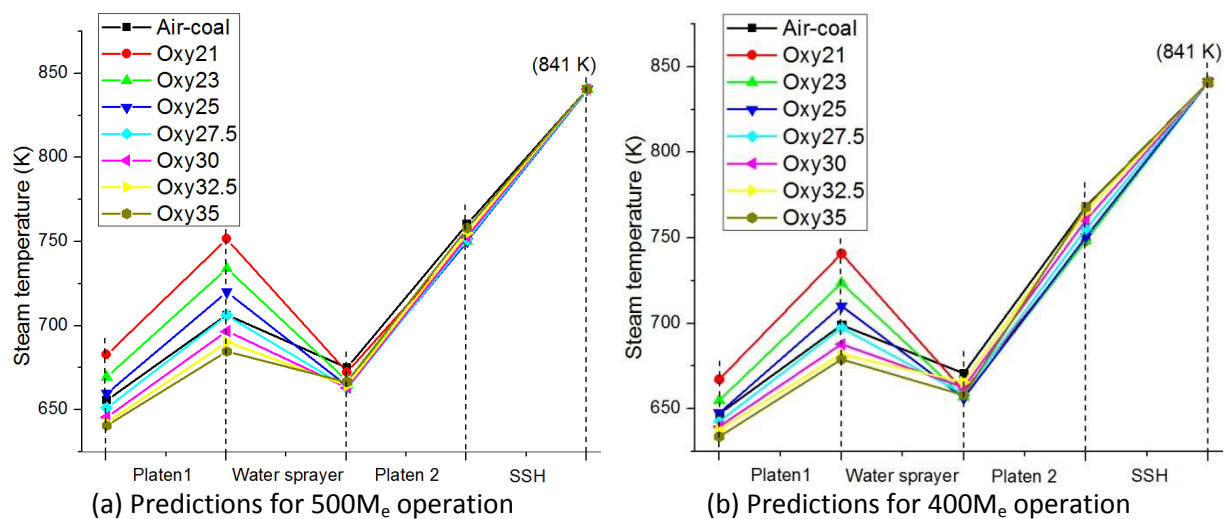 Air-coal
Oxy21
Oxy23
Oxy25
Oxy27.5
Oxy30
Oxy32.5
Oxy35
(841 K)
850
800
750
700
650
Steam temperature (K)
Platen1 Water sprayer Platen 2 SSH
(a) Predictions for 500Me operation
Air-coal
Oxy21
Oxy23
Oxy25
Oxy27.5
Oxy30
Oxy32.5
Oxy35
(841 K)
850
800
750
700
650
Steam temperature (K)
Platen1 Water sprayer Platen 2 SSH
(b) Predictions for 400Me operation